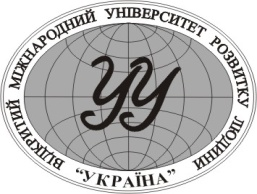 ВІДКРИТИЙ МІЖНАРОДНИЙ УНІВЕРСИТЕТ РОЗВИТКУ ЛЮДИНИ
УУ
“УКРАЇНА”